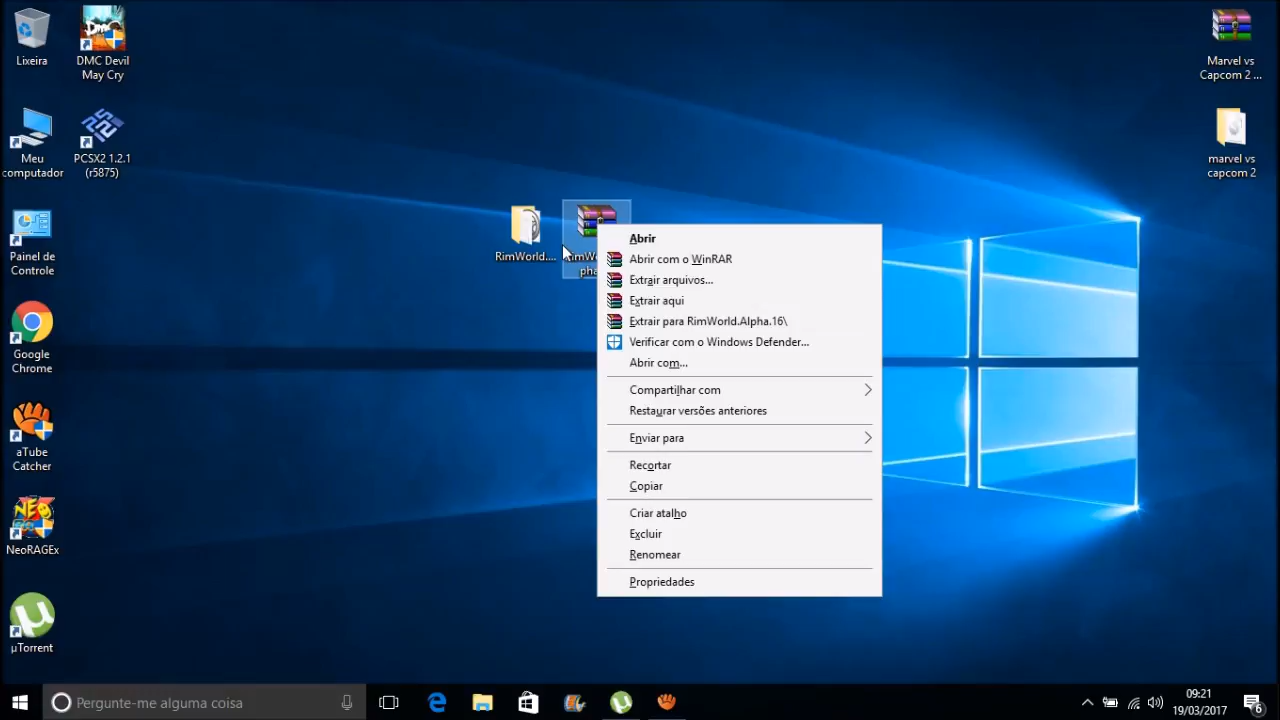 Lixeira
DMC Devil
May Cry
Meu
computador
PCSX2 1.2.1
(r5875)
Painel de
Controle
Google
Chrome
aTube
Catcher
NeoRAGEx
µTorrent
RimWorld....
Marvel vs
Capcom 2 ...
marvel vs
capcom 2
Abrir
Abrir com o WinRAR
Extrair arquivos...
Extrair aqui
Extrair para RimWorld.Alpha.16\
Verificar com o Windows Defender...
Abrir com...
Compartilhar com
Restaurar versões anteriores
Enviar para
Recortar
Copiar
Criar atalho
Excluir
Renomear
Propriedades
Pergunte-me alguma coisa
09:21
19/03/2017
6